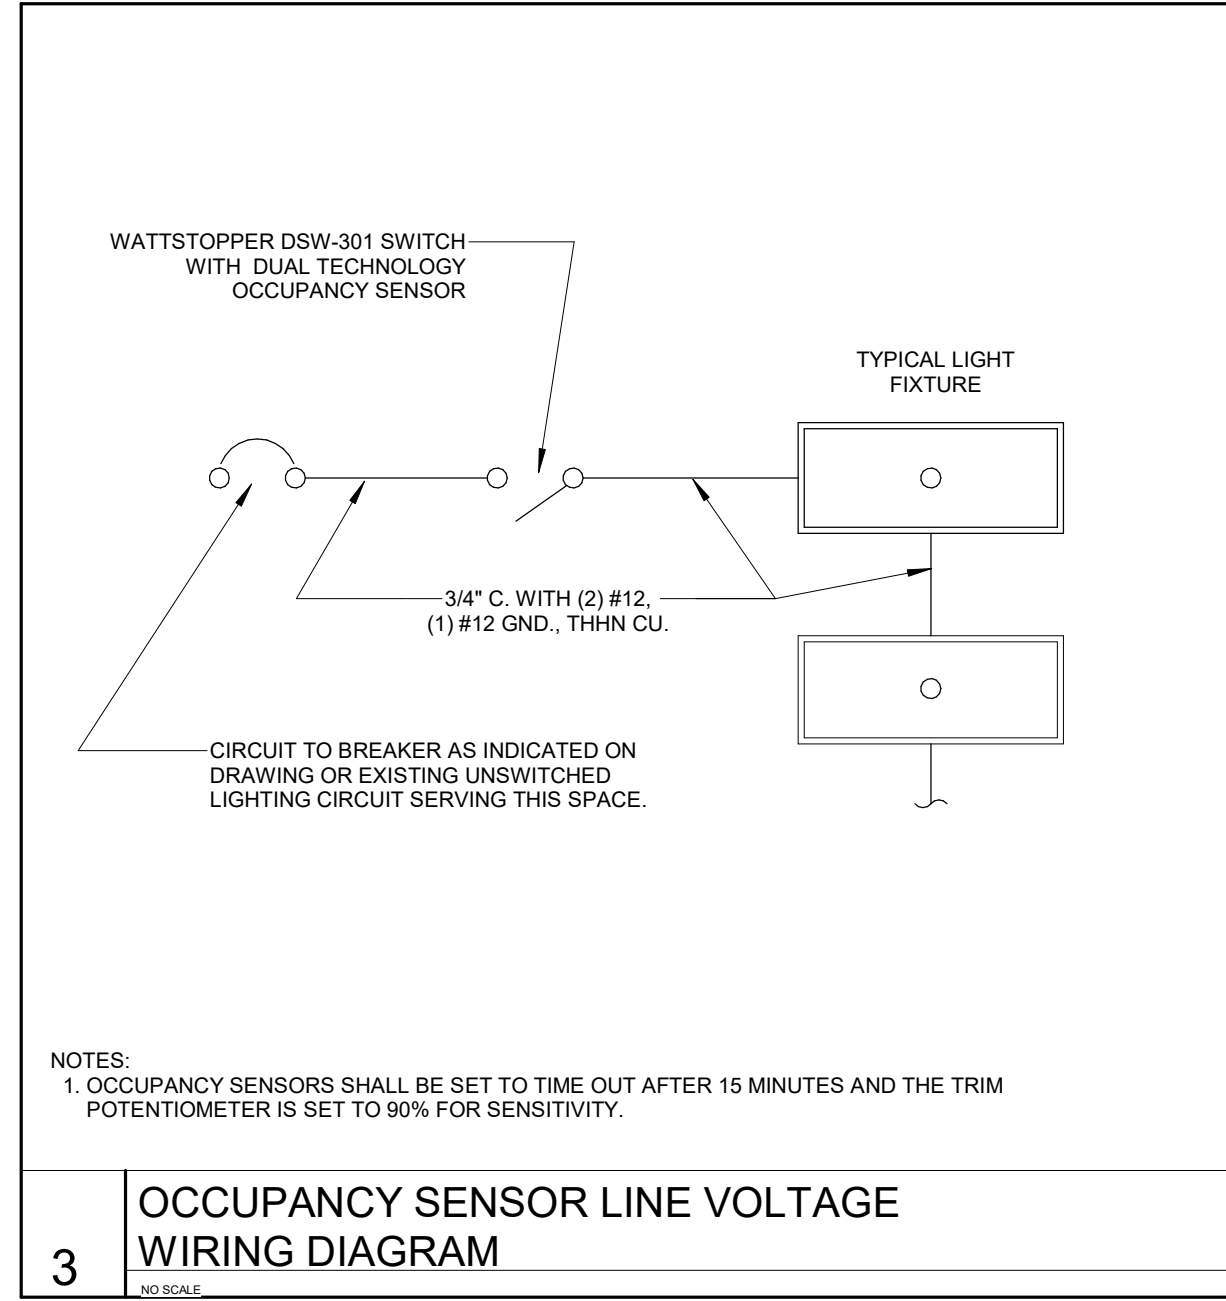 WATTSTOPPER DSW-301 SWITCH
WITH DUAL TECHNOLOGY
OCCUPANCY SENSOR
TYPICAL LIGHT
FIXTURE
3/4" C. WITH (2) #12,
(1) #12 GND., THHN CU.
CIRCUIT TO BREAKER AS INDICATED ON
DRAWING OR EXISTING UNSWITCHED
LIGHTING CIRCUIT SERVING THIS SPACE.
NOTES:
1. OCCUPANCY SENSORS SHALL BE SET TO TIME OUT AFTER 15 MINUTES AND THE TRIM
POTENTIOMETER IS SET TO 90% FOR SENSITIVITY.
3
OCCUPANCY SENSOR LINE VOLTAGE
WIRING DIAGRAM
NO SCALE